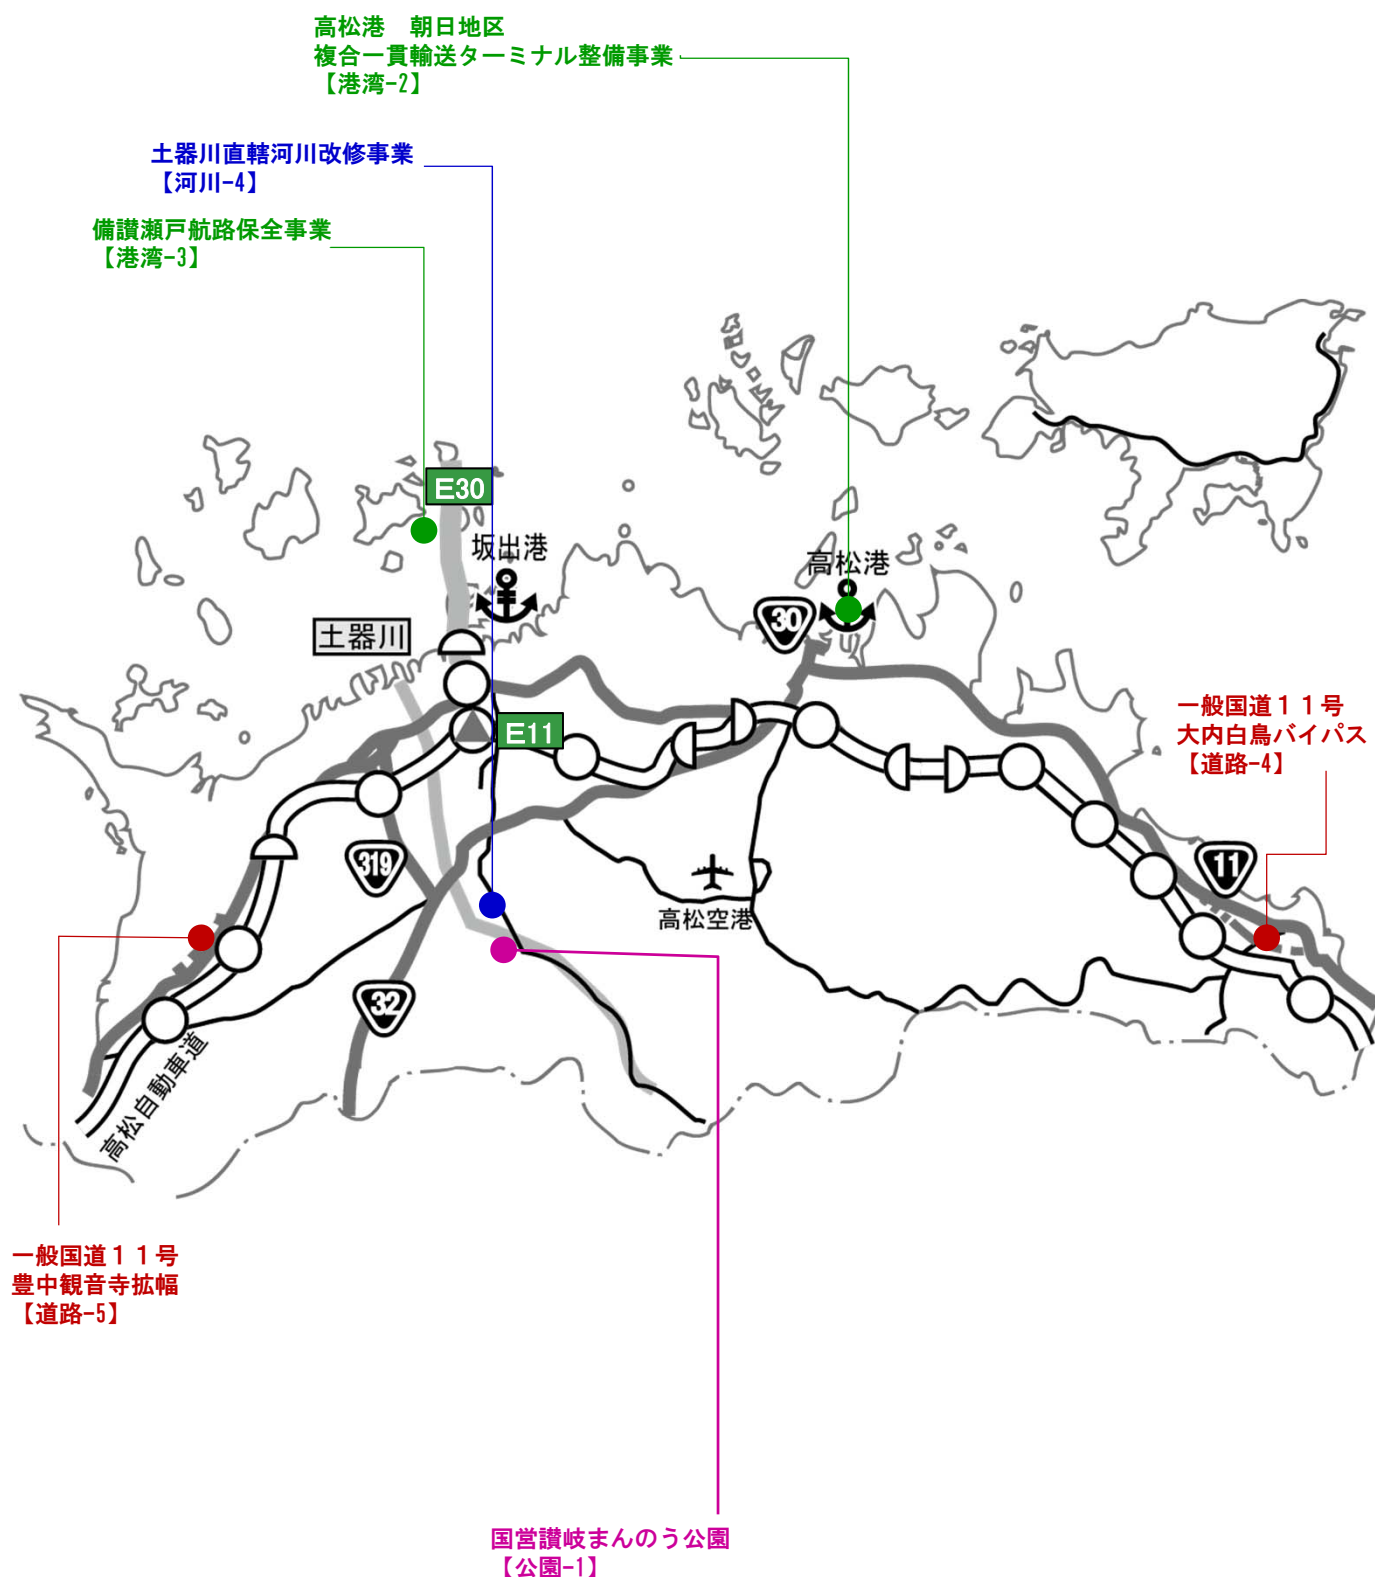 高松港　朝日地区
複合一貫輸送ターミナル整備事業
【港湾-2】
土器川直轄河川改修事業
【河川-4】
備讃瀬戸航路保全事業
【港湾-3】
E30
坂出港
高松港
30
土器川
E11
一般国道１１号
大内白鳥バイパス
【道路-4】
319
11
高松空港
32
高松自動車道
一般国道１１号
豊中観音寺拡幅
【道路-5】
国営讃岐まんのう公園
【公園-1】